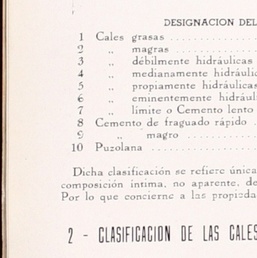 DESIGNACION DEL
1 Cales grasas
2 „ magras
3 „ débilmente hidráulicas
4 „ medianamente hidráulic
5 „ propiamente hidráulicas
6 „ eminentemente hidrául
7 „ límite o Cemento lento
8 Cemento de fraguado rápido
9 „ magro
10 Puzolana
Dicha clasificación se refiere única
composición íntima, no aparente, de
Por lo que concierne a las propieda
2 - CLASIFICACION DE LAS CALES